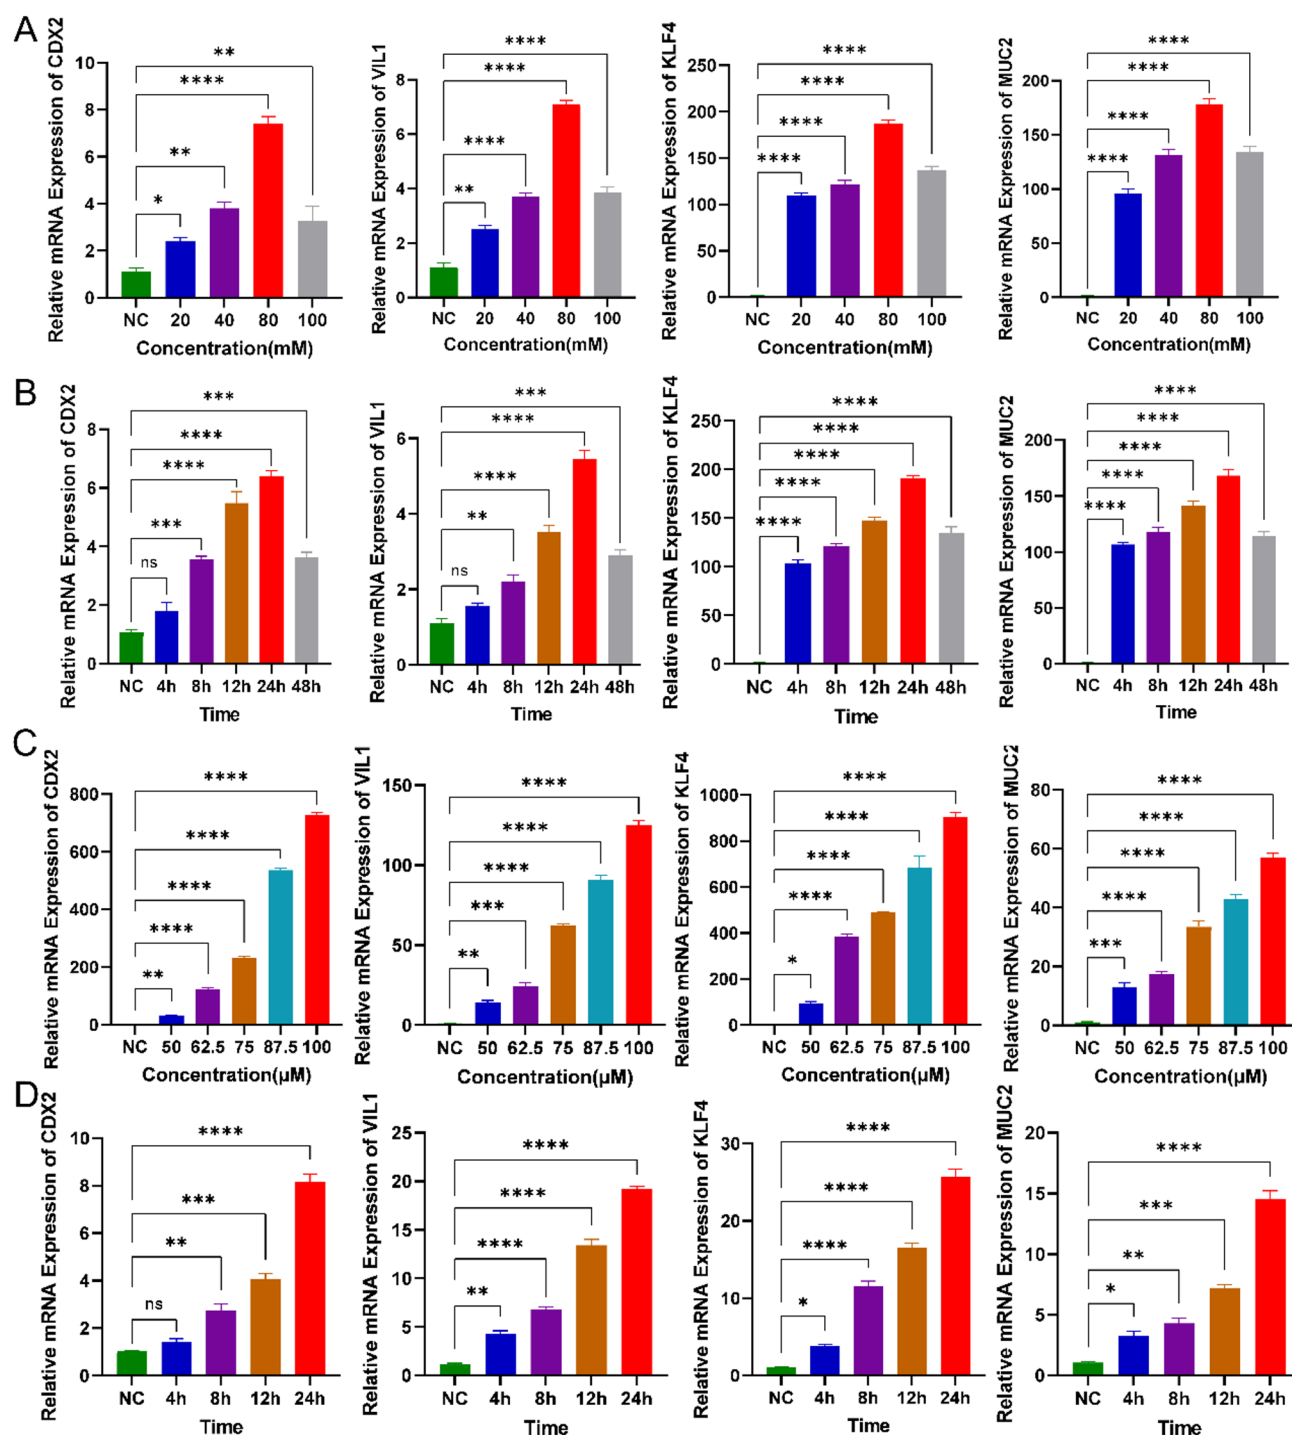 A
Relative mRNA Expression of CDX2
10
8
6
4
2
0
*
**
****
**
NC 20 40 80 100
Concentration(mM)
Relative mRNA Expression of VIL1
8
6
4
2
0
**
****
****
****
NC 20 40 80 100
Concentration(mM)
Relative mRNA Expression of KLF4
250
200
150
100
50
0
****
****
****
****
NC 20 40 80 100
Concentration(mM)
Relative mRNA Expression of MUC2
200
150
100
50
0
****
****
****
****
NC 20 40 80 100
Concentration(mM)
B
Relative mRNA Expression of CDX2
8
6
4
2
0
ns
***
****
****
***
NC 4h 8h 12h 24h 48h
Time
Relative mRNA Expression of VIL1
6
4
2
0
ns
**
****
****
***
NC 4h 8h 12h 24h 48h
Time
Relative mRNA Expression of KLF4
250
200
150
100
50
0
****
****
****
****
****
NC 4h 8h 12h 24h 48h
Time
Relative mRNA Expression of MUC2
200
150
100
50
0
****
****
****
****
****
NC 4h 8h 12h 24h 48h
Time
C
Relative mRNA Expression of CDX2
800
600
400
200
0
**
****
****
****
****
NC 50 62.5 75 87.5 100
Concentration(μM)
Relative mRNA Expression of VIL1
150
100
50
0
**
***
****
****
****
NC 50 62.5 75 87.5 100
Concentration(μM)
Relative mRNA Expression of KLF4
1000
800
600
400
200
0
*
****
****
****
****
NC 50 62.5 75 87.5 100
Concentration(μM)
Relative mRNA Expression of MUC2
80
60
40
20
0
***
****
****
****
****
NC 50 62.5 75 87.5 100
Concentration(μM)
D
Relative mRNA Expression of CDX2
10
8
6
4
2
0
ns
**
***
****
NC 4h 8h 12h 24h
Time
Relative mRNA Expression of VIL1
25
20
15
10
5
0
**
****
****
****
NC 4h 8h 12h 24h
Time
Relative mRNA Expression of KLF4
30
20
10
0
*
****
****
****
NC 4h 8h 12h 24h
Time
Relative mRNA Expression of MUC2
20
15
10
5
0
*
**
***
****
NC 4h 8h 12h 24h
Time